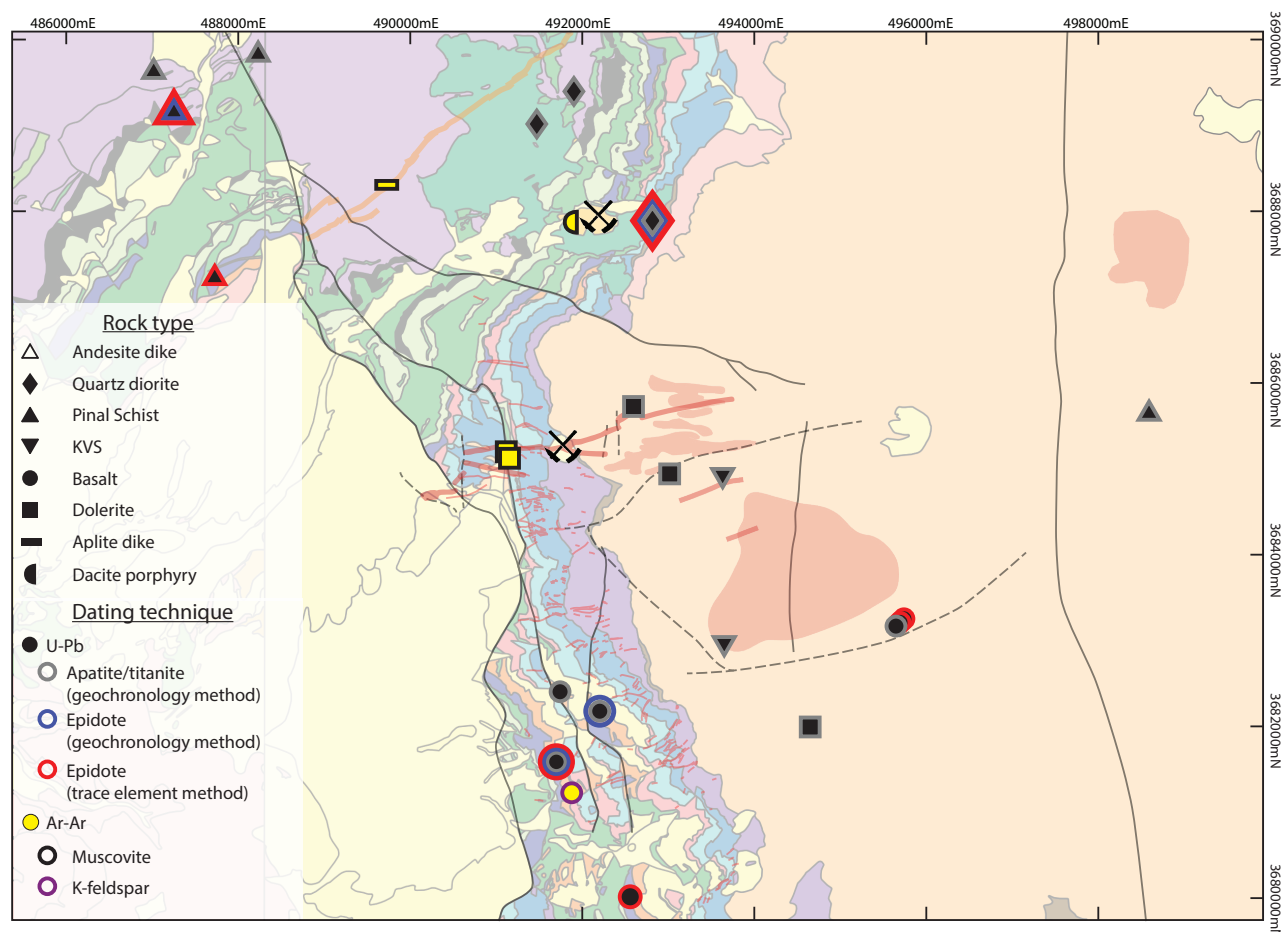 486000mE 488000mE 490000mE 492000mE 494000mE 496000mE 498000mE
3690000mN
3688000mN
3686000mN
3684000mN
3682000mN
3680000mN
Rock type
Andesite dike
Quartz diorite
Pinal Schist
KVS
Basalt
Dolerite
Aplite dike
Dacite porphyry
Dating technique
U-Pb
Apatite/titanite
(geochronology method)
Epidote
(geochronology method)
Epidote
(trace element method)
Ar-Ar
Muscovite
K-feldspar